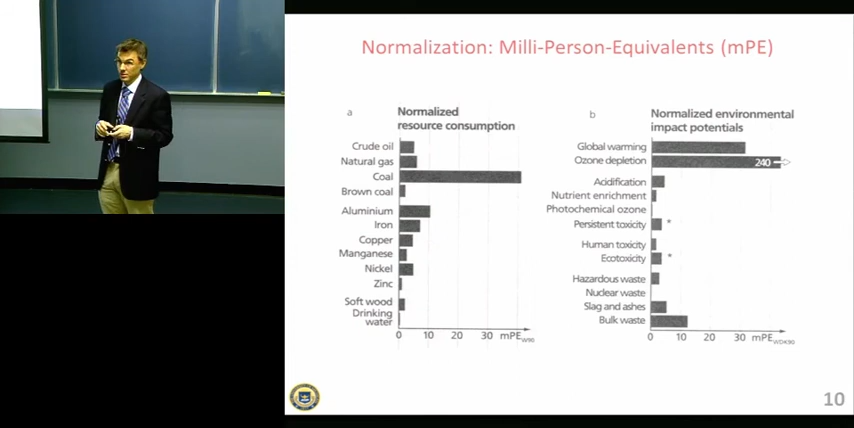 Normalization: Milli-Person-Equivalents (mPE)
a
Normalized
resource consumption
Crude oil
Natural gas
Coal
Brown coal
Aluminium
Iron
Copper
Manganese
Nickel
Zinc
Soft wood
Drinking
water
0 10 20 30 mPE W90
b
Normalized environmental
impact potentials
Global warming
Ozone depletion 240
Acidification
Nutrient enrichment
Photochemical ozone
Persistent toxicity *
Human toxicity
Ecotoxicity *
Hazardous waste
Nuclear waste
Slag and ashes
Bulk waste
0 10 20 30 mPE WDK90
10